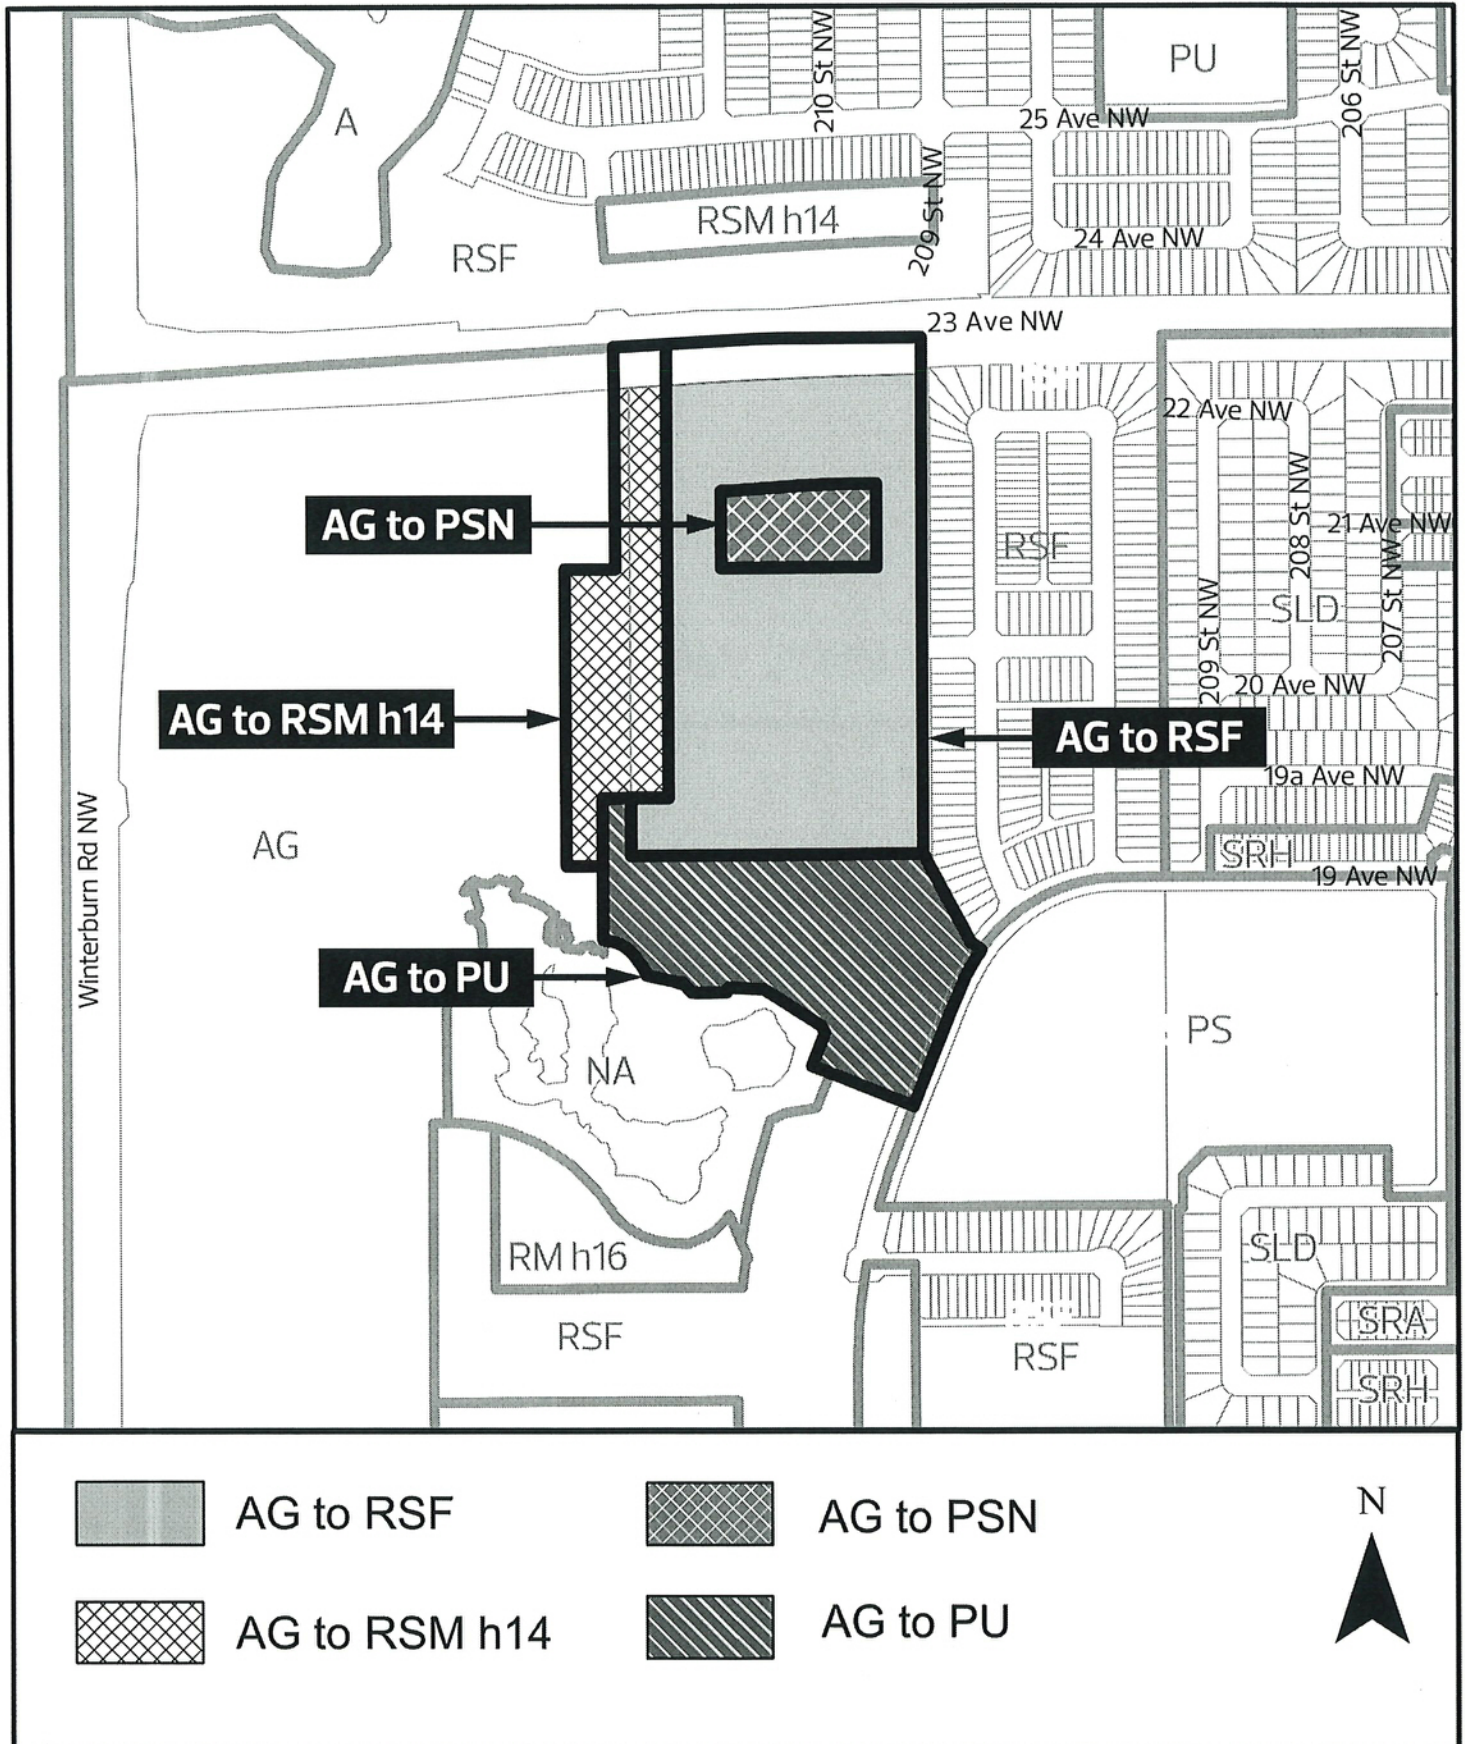 210 St NW
206 St NW
PU
25 Ave NW
A
RSM h14
209 St NW
24 Ave NW
RSF
23 Ave NW
22 Ave NW
AG to PSN
208 St NW
21 Ave NW
RSF
207 St NW
SLD
209 St NW
20 Ave NW
AG to RSM h14
AG to RSF
19a Ave NW
Winterburn Rd NW
AG
SRH
19 Ave NW
AG to PU
PS
NA
RM h16
SLD
RSF
RSF
SRA
SRH
AG to RSF
AG to PSN
N
AG to RSM h14
AG to PU